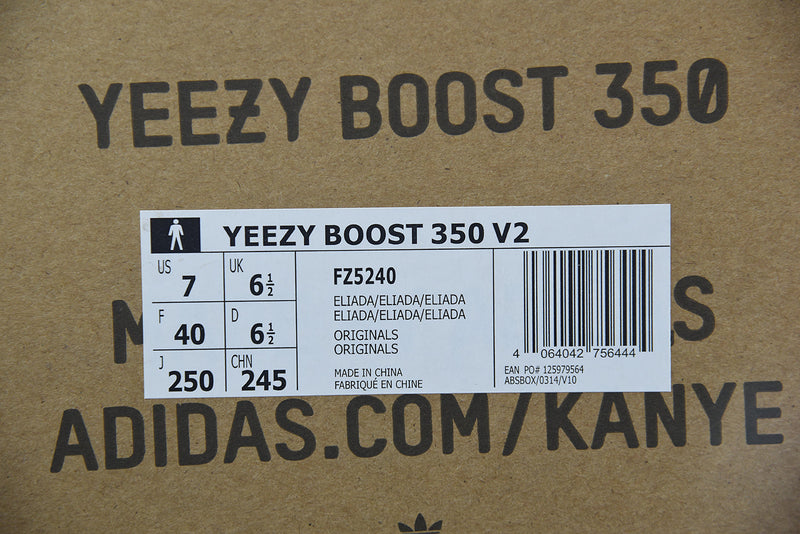 YEEZY BOOST 350
YEEZY BOOST 350 V2
US
7
UK
6½
F
40
D
6½
J
250
CHN
245
FZ5240
ELIADA/ELIADA/ELIADA
ELIADA/ELIADA/ELIADA
ORIGINALS
ORIGINALS
MADE IN CHINA
FABRIQUÉ EN CHINE
4 064042 756444
EAN PO# 125979564
ABSBOX/0314/V10
ADIDAS.COM/KANYE